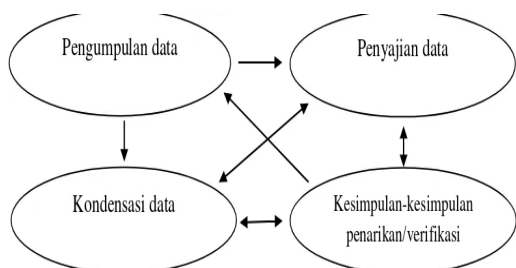 Pengumpulan data
Penyajian data
Kondensasi data
Kesimpulan-kesimpulan
penarikan/verifikasi